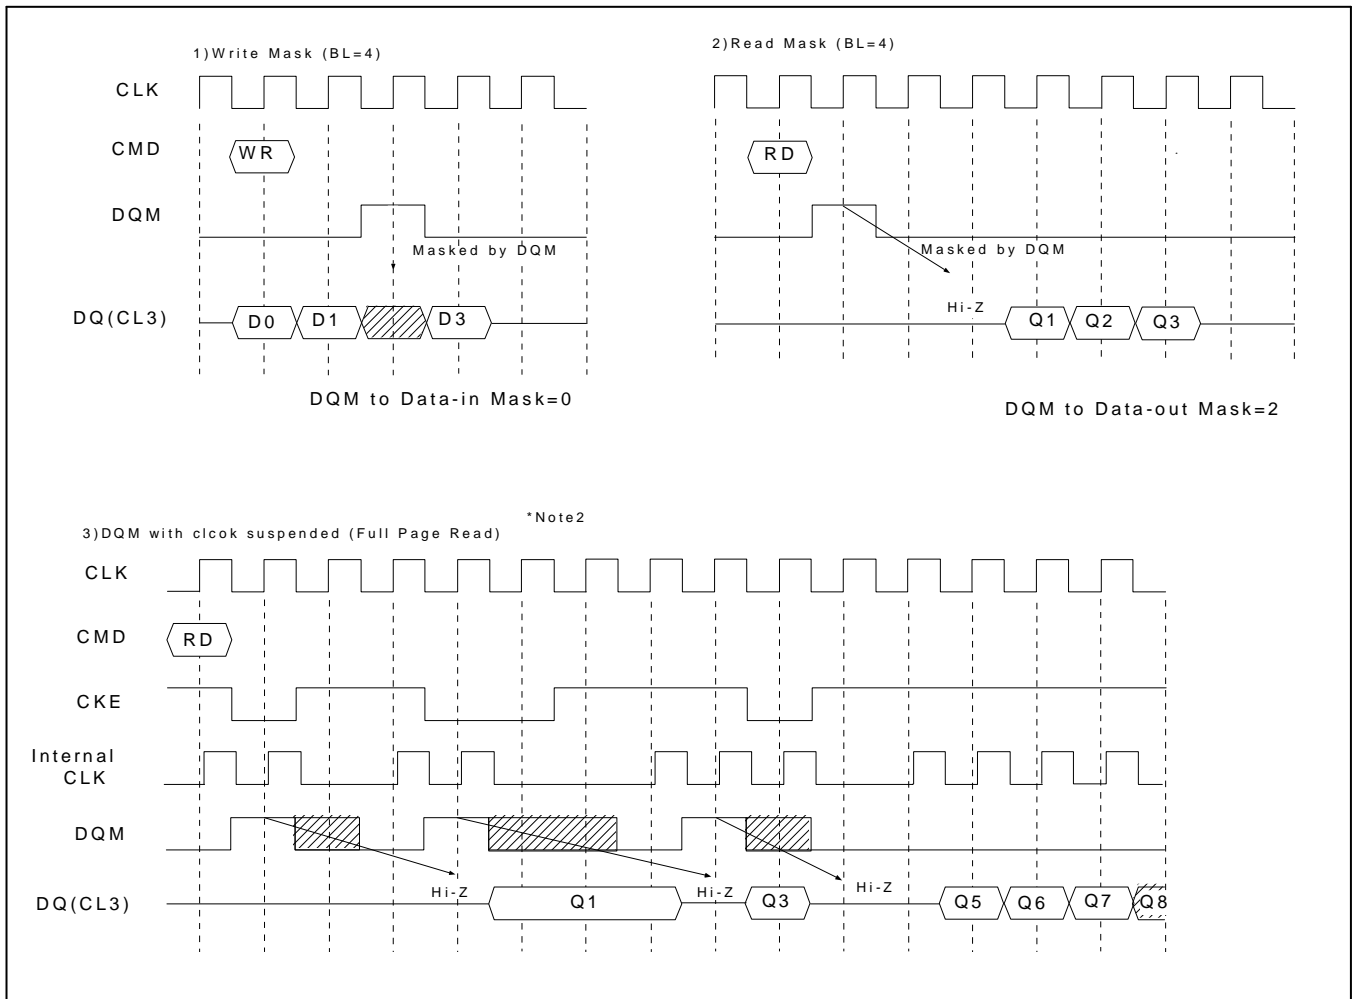 1)Write Mask (BL=4)
CLK
CMD
WR
DQM
Masked by DQM
DQ(CL3)
D0
D1
D3
DQM to Data-in Mask=0
2)Read Mask (BL=4)
RD
Masked by DQM
Hi-Z
Q1
Q2
Q3
DQM to Data-out Mask=2
*Note2
3)DQM with clcok suspended (Full Page Read)
CLK
CMD
RD
CKE
Internal
CLK
DQM
Hi-Z
Hi-Z
Hi-Z
DQ(CL3)
Q1
Q3
Q5
Q6
Q7
Q8